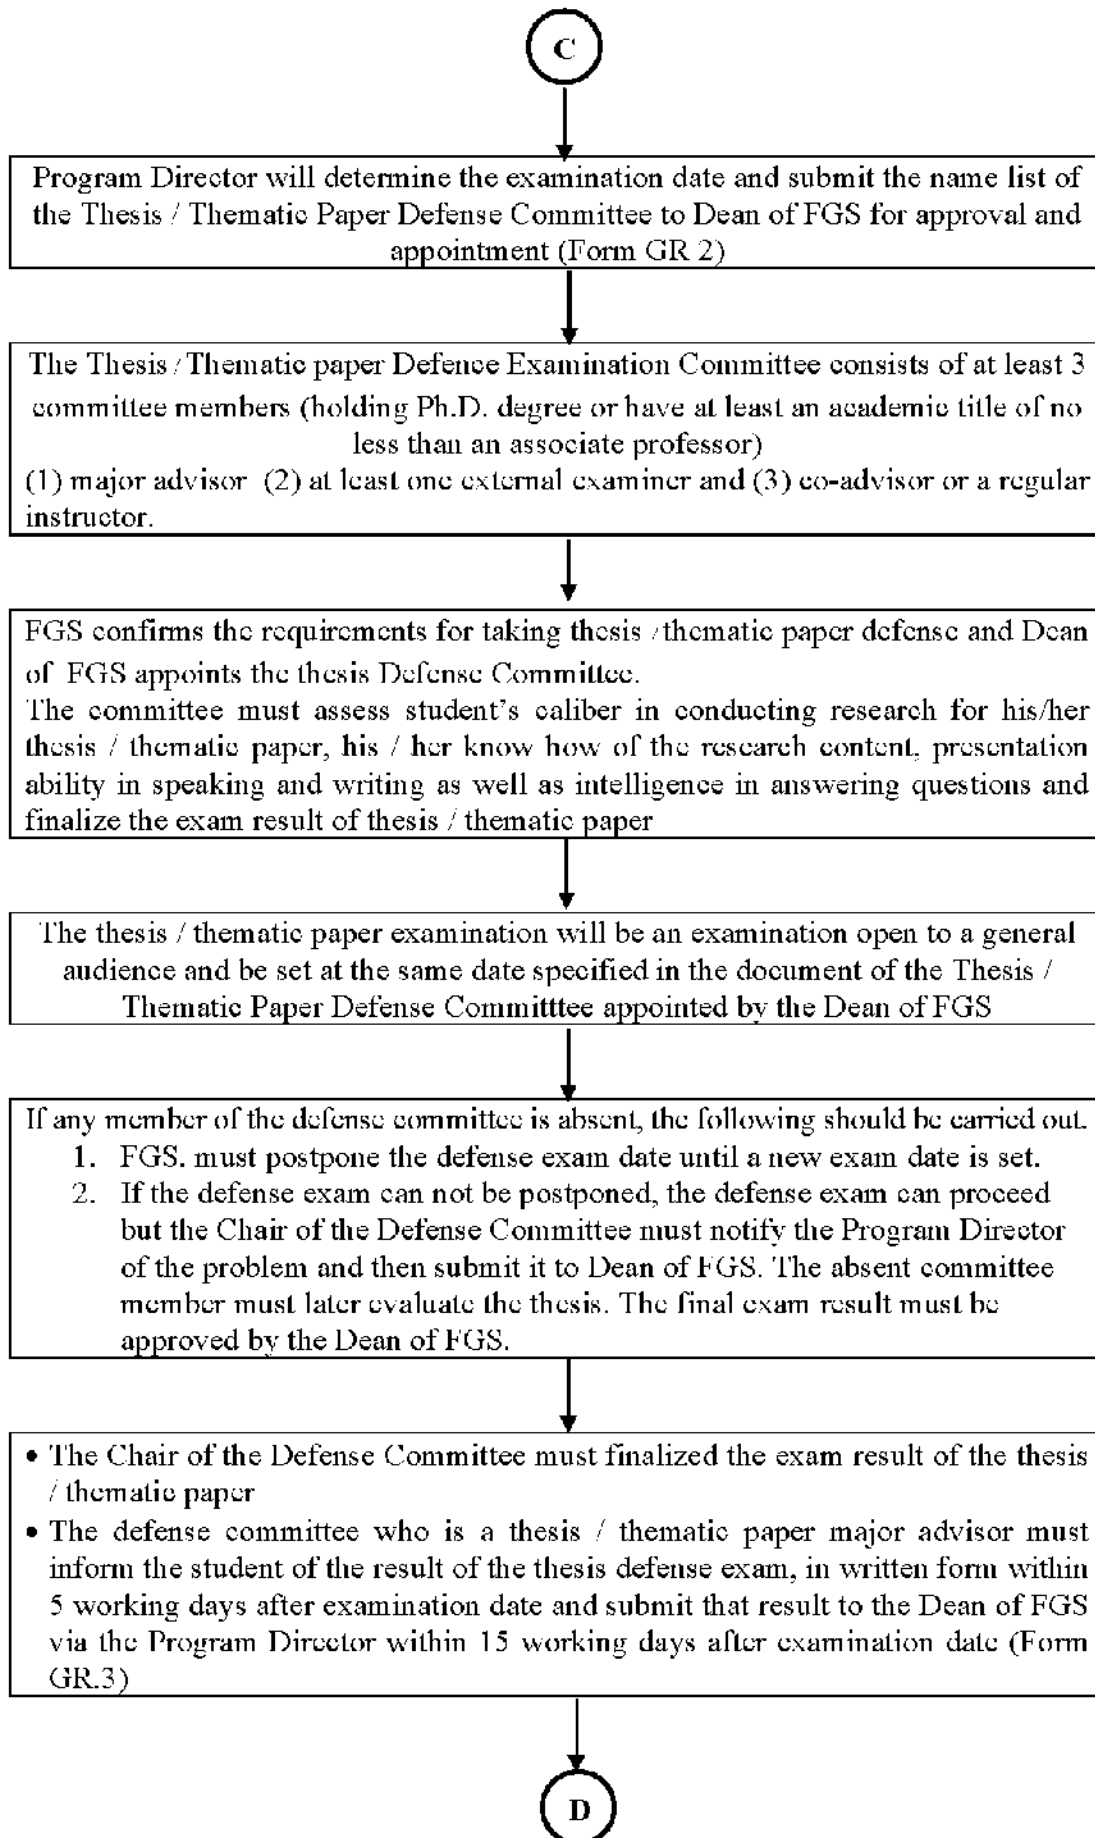 C
Program Director will determine the examination date and submit the name list of
the Thesis / Thematic Paper Defense Committee to Dean of FGS for approval and
appointment (Form GR 2)
The Thesis / Thematic paper Defence Examination Committee consists of at least 3
committee members (holding Ph.D. degree or have at least an academic title of no
less than an associate professor)
(1) major advisor (2) at least one external examiner and (3) co-advisor or a regular
instructor.
FGS confirms the requirements for taking thesis / thematic paper defense and Dean
of FGS appoints the thesis Defense Committee.
The committee must assess student's caliber in conducting research for his/her
thesis / thematic paper, his / her know how of the research content, presentation
ability in speaking and writing as well as intelligence in answering questions and
finalize the exam result of thesis / thematic paper
The thesis / thematic paper examination will be an examination open to a general
audience and be set at the same date specified in the document of the Thesis /
Thematic Paper Defense Committtee appointed by the Dean of FGS
If any member of the defense committee is absent, the following should be carried out.
1. FGS. must postpone the defense exam date until a new exam date is set.
2. If the defense exam can not be postponed, the defense exam can proceed
but the Chair of the Defense Committee must notify the Program Director
of the problem and then submit it to Dean of FGS. The absent committee
member must later evaluate the thesis. The final exam result must be
approved by the Dean of FGS.
• The Chair of the Defense Committee must finalized the exam result of the thesis
/ thematic paper
• The defense committee who is a thesis / thematic paper major advisor must
inform the student of the result of the thesis defense exam, in written form within
5 working days after examination date and submit that result to the Dean of FGS
via the Program Director within 15 working days after examination date (Form
GR.3)
D